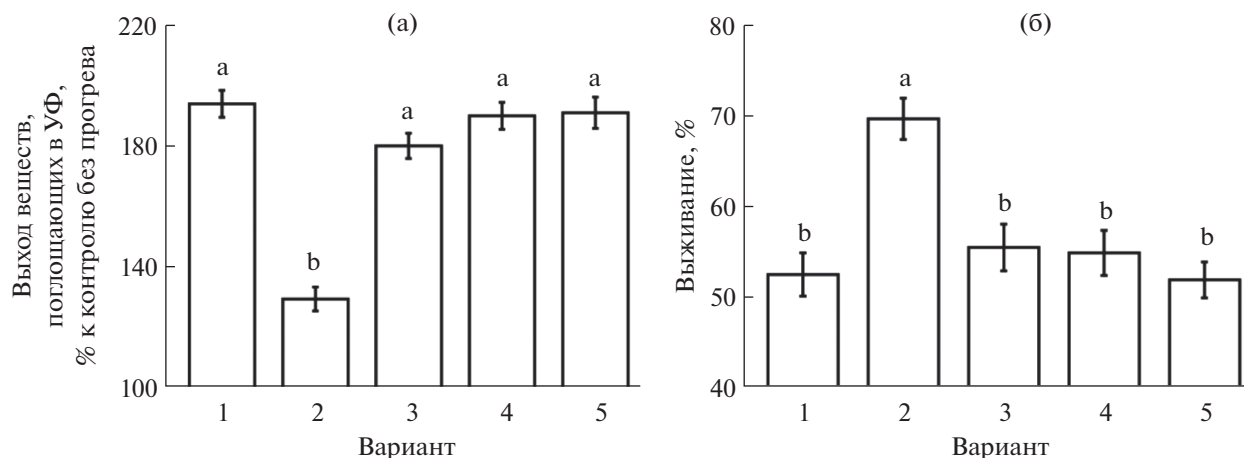 (а)
Выход веществ,
поглощающих в УФ,
% к контролю без прогрева
220
180
140
100
a
b
a
a
a
1 2 3 4 5
Вариант
(б)
Выживание, %
80
70
60
50
40
b
a
b
b
b
1 2 3 4 5
Вариант